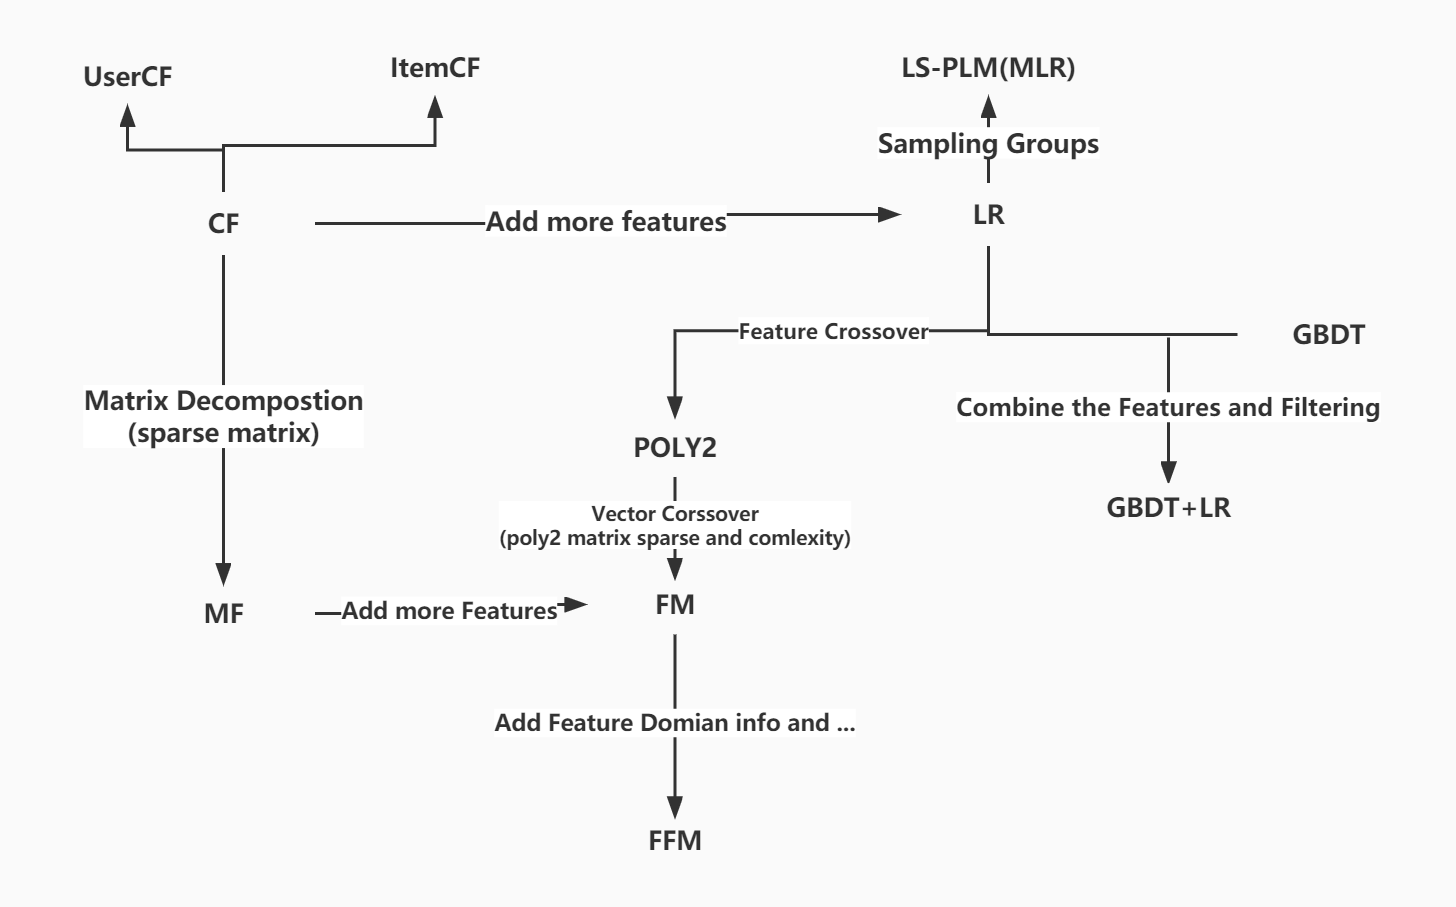 UserCF
ItemCF
LS-PLM(MLR)
Sampling Groups
CF
Add more features
LR
Feature Crossover
GBDT
Matrix Decompostion
(sparse matrix)
Combine the Features and Filtering
POLY2
Vector Corssover
(poly2 matrix sparse and comlexity)
GBDT+LR
MF
Add more Features
FM
Add Feature Domian info and ...
FFM